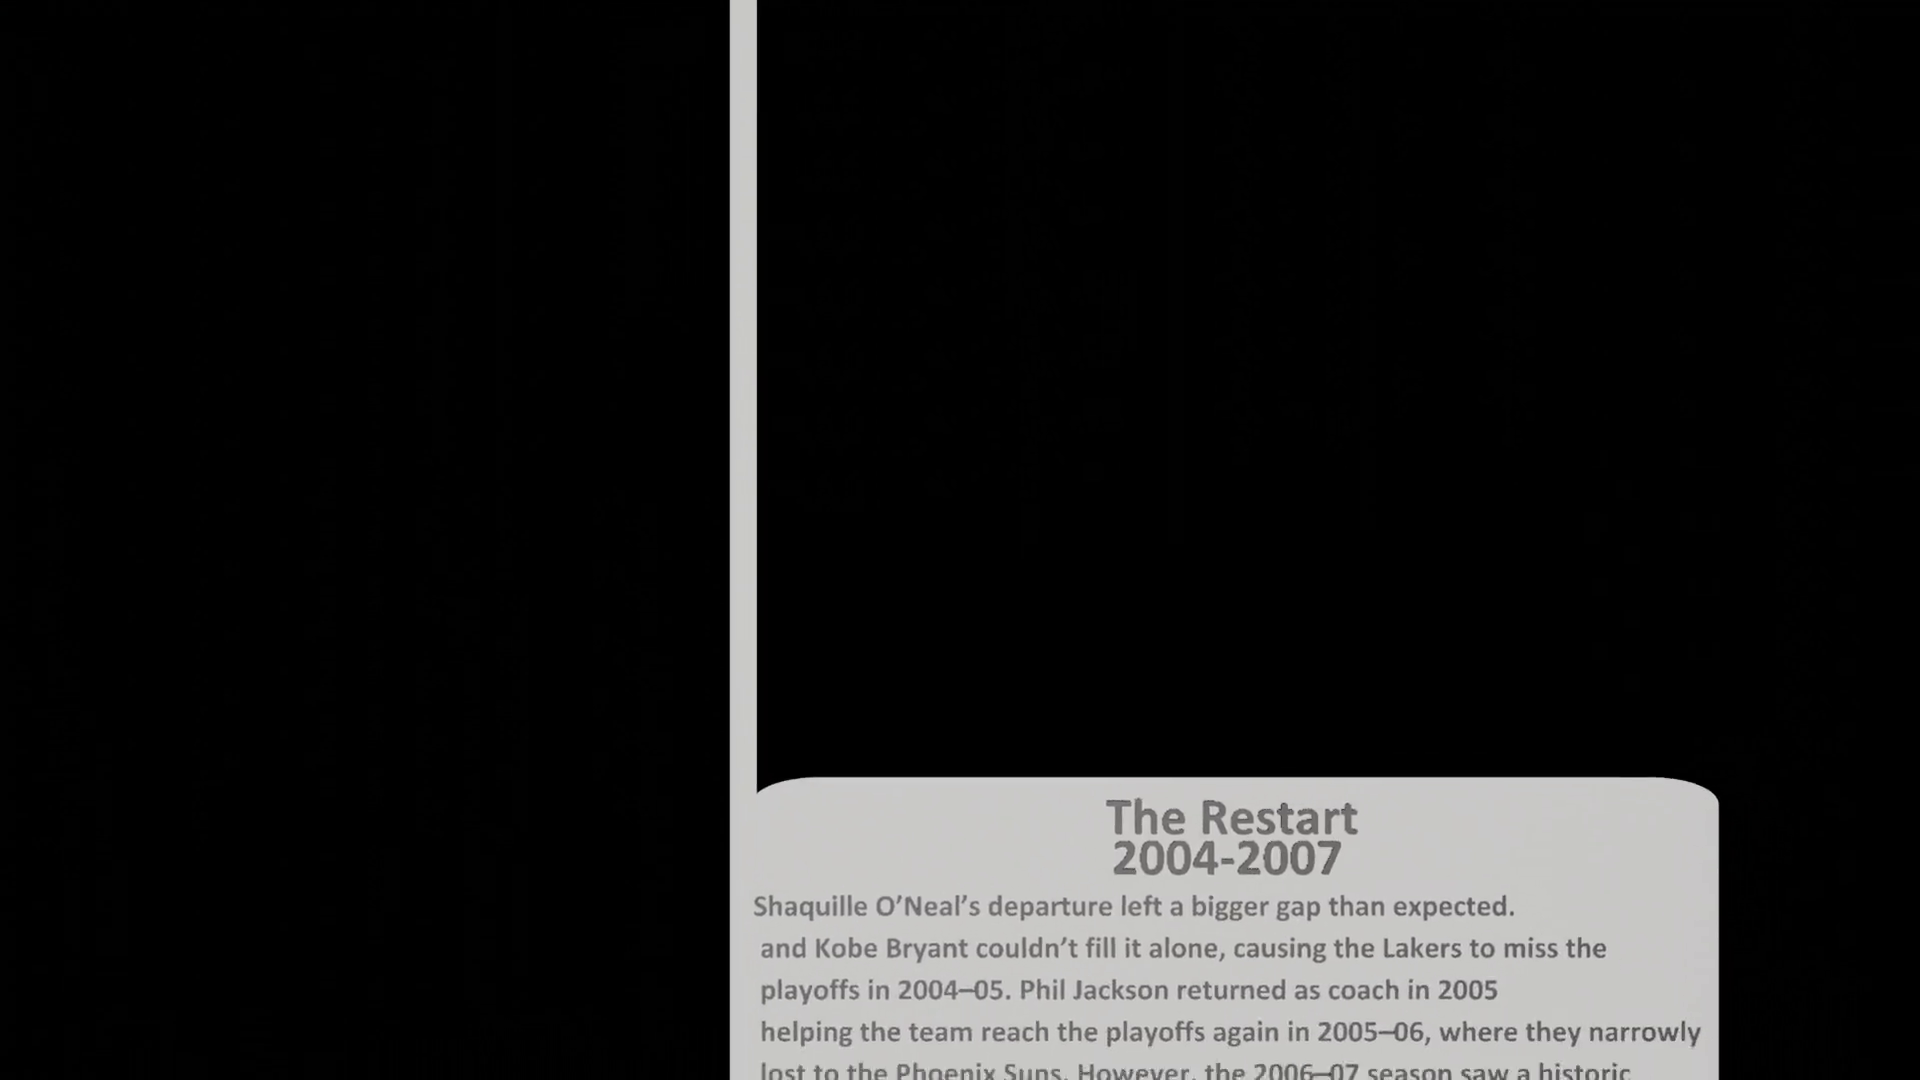 The Restart
2004-2007
Shaquille O’Neal’s departure left a bigger gap than expected.
and Kobe Bryant couldn’t fill it alone, causing the Lakers to miss the
playoffs in 2004–05. Phil Jackson returned as coach in 2005
helping the team reach the playoffs again in 2005–06, where they narrowly
lost to the Phoenix Suns. However, the 2006–07 season saw a historic